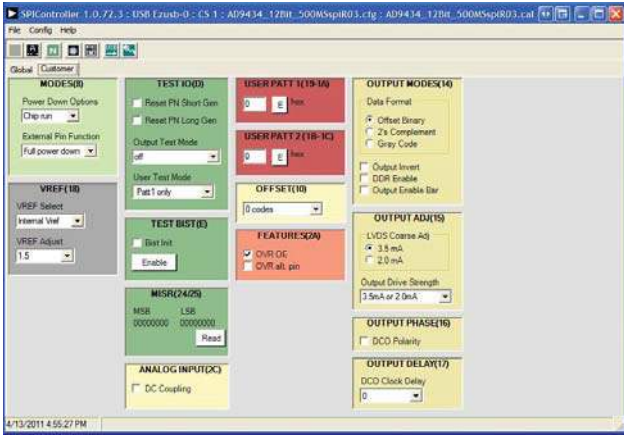 SPIController 1.0.72.3 : USB Ezusb-0 : CS 1 : AD9434_12Bit_500MSspiR03.cfg : AD9434_12Bit_500MSspiR03.cal
File Config Help
Global Customer
MODES(8)
Power Down Options
Chip run
External Pin Function
Full power down
VREF(18)
VREF Select
Internal Vref
VREF Adjust
1.5
TEST IO(D)
Reset PN Short Gen
Reset PN Long Gen
Output Test Mode
off
User Test Mode
Patt1 only
TEST BIST(E)
Bist Init
Enable
MISR(24/25)
MSB LSB
00000000 00000000
Read
ANALOG INPUT(2C)
DC Coupling
USER PATT 1(19-1A)
0 hex
USER PATT 2 (1B-1C)
0 hex
OFFSET(10)
0 codes
FEATURES(2A)
OVR OE
OVR alt. pin
OUTPUT MODES(14)
Data Format
Offset Binary
2's Complement
Gray Code
Output Invert
DDR Enable
Output Enable Bar
OUTPUT ADJ(15)
LVDS Coarse Adj
3.5 mA
2.0 mA
Output Drive Strength
3.5mA or 2.0mA
OUTPUT PHASE(16)
DCO Polarity
OUTPUT DELAY(17)
DCO Clock Delay
0
4/13/2011 4:55:27 PM